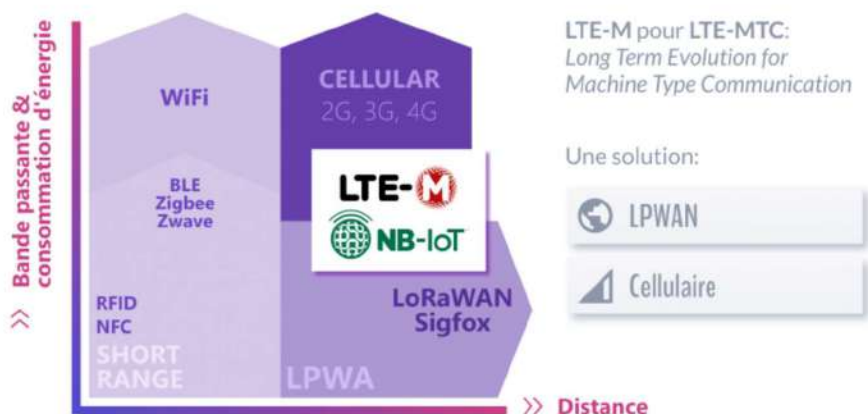 Bande passante &
consommation d'énergie
WiFi
BLE
Zigbee
Zwave
RFID
NFC
SHORT
RANGE
CELLULAR
2G, 3G, 4G
LTE-M
NB-IoT
LoRaWAN
Sigfox
LPWA
Distance
LTE-M pour LTE-MTC:
Long Term Evolution for
Machine Type Communication
Une solution:
LPWAN
Cellulaire